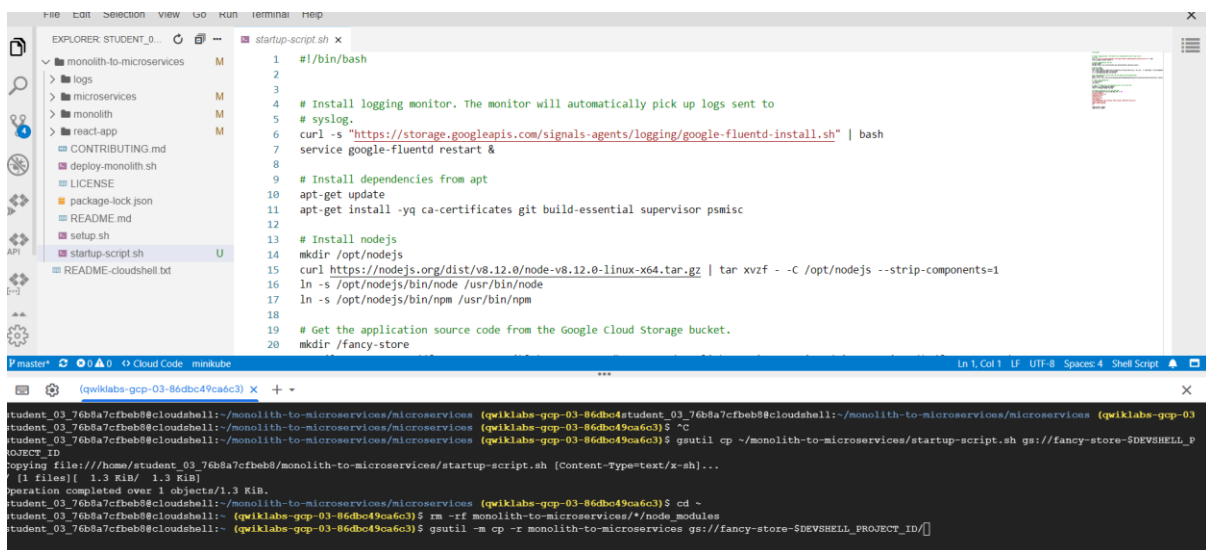 File Edit Selection View Go Run Terminal Help
EXPLORER: STUDENT_0...
startup-script.sh
monolith-to-microservices M
logs
microservices M
monolith M
react-app M
CONTRIBUTING.md
deploy-monolith.sh
LICENSE
package-lock.json
README.md
setup.sh
startup-script.sh U
README-cloudshell.txt
4
API
1 #!/bin/bash
2
3
4 # Install logging monitor. The monitor will automatically pick up logs sent to
5 # syslog.
6 curl -s "https://storage.googleapis.com/signals-agents/logging/google-fluentd-install.sh" | bash
7 service google-fluentd restart &
8
9 # Install dependencies from apt
10 apt-get update
11 apt-get install -yq ca-certificates git build-essential supervisor psmisc
12
13 # Install nodejs
14 mkdir /opt/nodejs
15 curl https://nodejs.org/dist/v8.12.0/node-v8.12.0-linux-x64.tar.gz | tar xvzf - -C /opt/nodejs --strip-components=1
16 ln -s /opt/nodejs/bin/node /usr/bin/node
17 ln -s /opt/nodejs/bin/npm /usr/bin/npm
18
19 # Get the application source code from the Google Cloud Storage bucket.
20 mkdir /fancy-store
master* 0 0 Cloud Code minikube Ln 1, Col 1 LF UTF-8 Spaces: 4 Shell Script
(qwiklabs-gcp-03-86dbc49ca6c3)
student_03_76b8a7cfbeb8@cloudshell:~/monolith-to-microservices/microservices (qwiklabs-gcp-03-86dbc4student_03_76b8a7cfbeb8@cloudshell:~/monolith-to-microservices/microservices (qwiklabs-gcp-03
student_03_76b8a7cfbeb8@cloudshell:~/monolith-to-microservices/microservices (qwiklabs-gcp-03-86dbc49ca6c3)$ ^C
student_03_76b8a7cfbeb8@cloudshell:~/monolith-to-microservices/microservices (qwiklabs-gcp-03-86dbc49ca6c3)$ gsutil cp ~/monolith-to-microservices/startup-script.sh gs://fancy-store-$DEVSHELL_P
ROJECT_ID
Copying file:///home/student_03_76b8a7cfbeb8/monolith-to-microservices/startup-script.sh [Content-Type=text/x-sh]...
/ [1 files][ 1.3 KiB/ 1.3 KiB]
Operation completed over 1 objects/1.3 KiB.
student_03_76b8a7cfbeb8@cloudshell:~/monolith-to-microservices/microservices (qwiklabs-gcp-03-86dbc49ca6c3)$ cd ~
student_03_76b8a7cfbeb8@cloudshell:~ (qwiklabs-gcp-03-86dbc49ca6c3)$ rm -rf monolith-to-microservices/*/node_modules
student_03_76b8a7cfbeb8@cloudshell:~ (qwiklabs-gcp-03-86dbc49ca6c3)$ gsutil -m cp -r monolith-to-microservices gs://fancy-store-$DEVSHELL_PROJECT_ID/